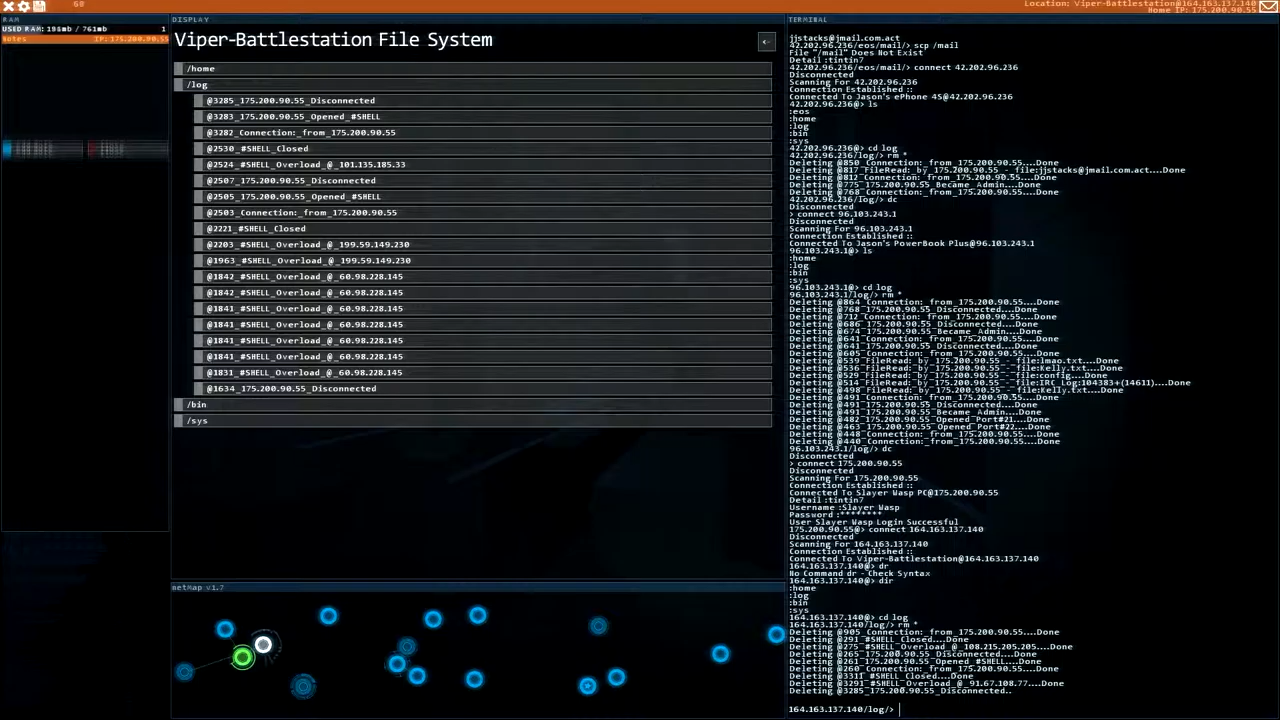 Location: Viper-Battlestation@164.163.137.140
Home IP: 175.200.90.55
RAM
USED RAM: 198mb / 761mb 1
notes IP:175.200.90.55
DISPLAY
Viper-Battlestation File System
/home
/log
@3285_175.200.90.55_Disconnected
@3283_175.200.90.55_Opened_#SHELL
@3282_Connection:_from_175.200.90.55
@2530_#SHELL_Closed
@2524_#SHELL_Overload_@_101.135.185.33
@2507_175.200.90.55_Disconnected
@2505_175.200.90.55_Opened_#SHELL
@2503_Connection:_from_175.200.90.55
@2221_#SHELL_Closed
@2203_#SHELL_Overload_@_199.59.149.230
@1963_#SHELL_Overload_@_199.59.149.230
@1842_#SHELL_Overload_@_60.98.228.145
@1842_#SHELL_Overload_@_60.98.228.145
@1841_#SHELL_Overload_@_60.98.228.145
@1841_#SHELL_Overload_@_60.98.228.145
@1841_#SHELL_Overload_@_60.98.228.145
@1841_#SHELL_Overload_@_60.98.228.145
@1831_#SHELL_Overload_@_60.98.228.145
@1634_175.200.90.55_Disconnected
/bin
/sys
netMap v1.7
TERMINAL
jjstacks@jmail.com.act
42.202.96.236/eos/mail/> scp /mail
File "/mail" Does Not Exist
Detail :tintin7
42.202.96.236/eos/mail/> connect 42.202.96.236
Disconnected
Scanning For 42.202.96.236
Connection Established ::
Connected To Jason's ePhone 4S@42.202.96.236
42.202.96.236@> ls
:eos
:home
:log
:bin
:sys
42.202.96.236@> cd log
42.202.96.236/log/> rm *
Deleting @850_Connection:_from_175.200.90.55....Done
Deleting @817_FileRead:_by_175.200.90.55_-_file:jjstacks@jmail.com.act....Done
Deleting @812_Connection:_from_175.200.90.55....Done
Deleting @775_175.200.90.55_Became_Admin....Done
Deleting @768_Connection:_from_175.200.90.55....Done
42.202.96.236/log/> dc
Disconnected
> connect 96.103.243.1
Disconnected
Scanning For 96.103.243.1
Connection Established ::
Connected To Jason's PowerBook Plus@96.103.243.1
96.103.243.1@> ls
:home
:log
:bin
:sys
96.103.243.1@> cd log
96.103.243.1/log/> rm *
Deleting @864_Connection:_from_175.200.90.55....Done
Deleting @768_175.200.90.55_Disconnected....Done
Deleting @712_Connection:_from_175.200.90.55....Done
Deleting @686_175.200.90.55_Disconnected....Done
Deleting @674_175.200.90.55_Became_Admin....Done
Deleting @641_175.200.90.55_Disconnected....Done
Deleting @605_Connection:_from_175.200.90.55....Done
Deleting @539_FileRead:_by_175.200.90.55_-_file:lmao.txt....Done
Deleting @536_FileRead:_by_175.200.90.55_-_file:Kelly.txt....Done
Deleting @529_FileRead:_by_175.200.90.55_-_file:config....Done
Deleting @514_FileRead:_by_175.200.90.55_-_file:IRC_Log:104383+(14611)....Done
Deleting @498_FileRead:_by_175.200.90.55_-_file:Kelly.txt....Done
Deleting @491_Connection:_from_175.200.90.55....Done
Deleting @491_175.200.90.55_Disconnected....Done
Deleting @491_175.200.90.55_Became_Admin....Done
Deleting @482_175.200.90.55_Opened_Port#21....Done
Deleting @463_175.200.90.55_Opened_Port#22....Done
Deleting @448_Connection:_from_175.200.90.55....Done
Deleting @440_Connection:_from_175.200.90.55....Done
96.103.243.1/log/> dc
Disconnected
> connect 175.200.90.55
Disconnected
Scanning For 175.200.90.55
Connection Established ::
Connected To Slayer Wasp PC@175.200.90.55
Detail :tintin7
Username :Slayer Wasp
Password :********
User Slayer Wasp Login Successful
175.200.90.55@> connect 164.163.137.140
Disconnected
Scanning For 164.163.137.140
Connection Established ::
Connected To Viper-Battlestation@164.163.137.140
164.163.137.140@> dr
No Command dr - Check Syntax
164.163.137.140@> dir
:home
:log
:bin
:sys
164.163.137.140@> cd log
164.163.137.140/log/> rm *
Deleting @905_Connection:_from_175.200.90.55....Done
Deleting @291_#SHELL_Closed....Done
Deleting @275_#SHELL_Overload_@_108.215.205.205....Done
Deleting @265_175.200.90.55_Disconnected....Done
Deleting @261_175.200.90.55_Opened_#SHELL....Done
Deleting @260_Connection:_from_175.200.90.55....Done
Deleting @3311_#SHELL_Closed....Done
Deleting @3291_#SHELL_Overload_@_91.67.108.77....Done
Deleting @3285_175.200.90.55_Disconnected..
164.163.137.140/log/>